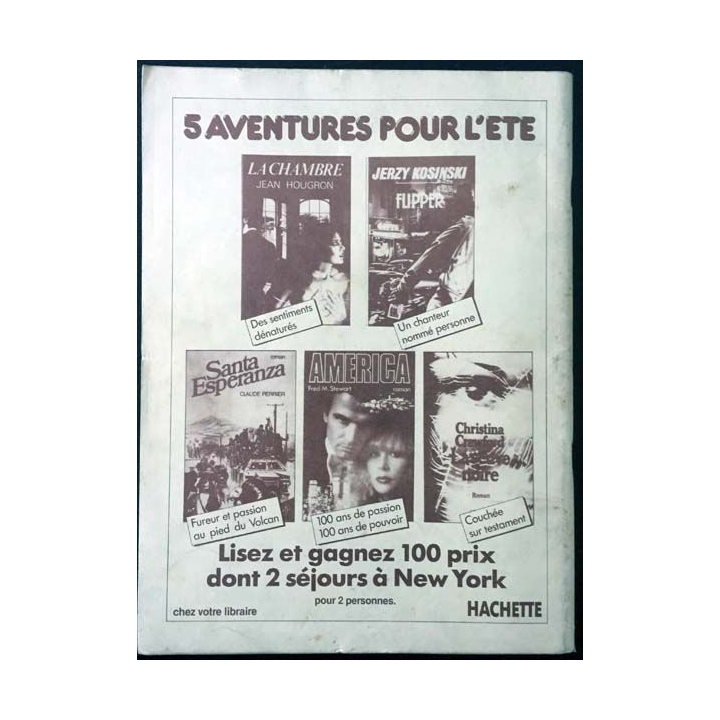 5 AVENTURES POUR L'ETE
LA CHAMBRE
JEAN HOUGRON
Des sentiments
dénaturés
JERZY KOSINSKI
FLIPPER
Un chanteur
nommé personne
roman
Santa
Esperanza
CLAUDE PERRIER
Fureur et passion
au pied du Volcan
AMERICA
Fred M. Stewart
roman
100 ans de passion
100 ans de pouvoir
Christina
Crawford
noire
Roman
Couchée
sur testament
Lisez et gagnez 100 prix
dont 2 séjours à New York
pour 2 personnes.
chez votre libraire
HACHETTE